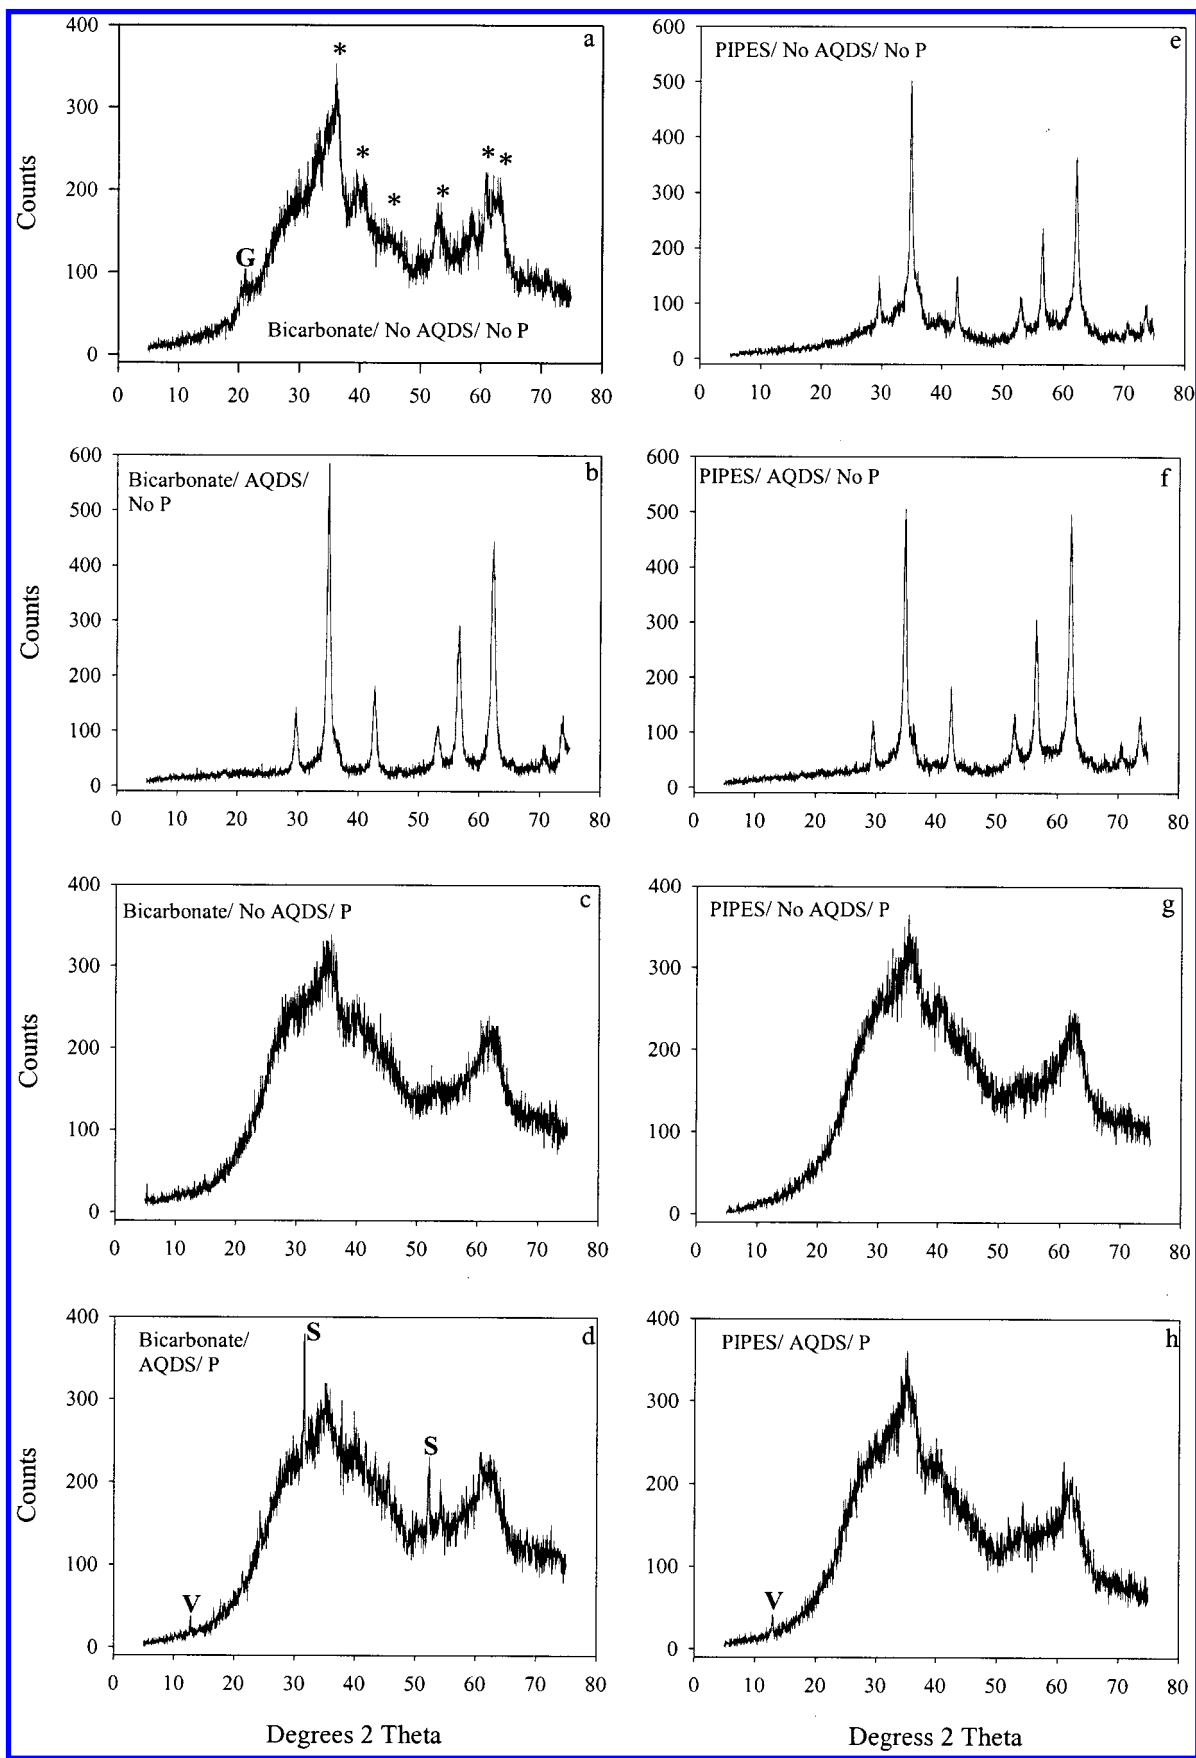 400
300
200
100
0
Counts
a
*
*
*
*
*
*
G
Bicarbonate/ No AQDS/ No P
0 10 20 30 40 50 60 70 80
600
500
400
300
200
100
0
PIPES/ No AQDS/ No P
e
0 10 20 30 40 50 60 70 80
600
500
400
300
200
100
0
Counts
Bicarbonate/ AQDS/
No P
b
0 10 20 30 40 50 60 70 80
600
500
400
300
200
100
0
PIPES/ AQDS/ No P
f
0 10 20 30 40 50 60 70 80
400
300
200
100
0
Counts
Bicarbonate/ No AQDS/ P
c
0 10 20 30 40 50 60 70 80
400
300
200
100
0
PIPES/ No AQDS/ P
g
0 10 20 30 40 50 60 70 80
400
300
200
100
0
Counts
Bicarbonate/
AQDS/ P
d
S
S
V
0 10 20 30 40 50 60 70 80
Degrees 2 Theta
400
300
200
100
0
PIPES/ AQDS/ P
h
V
0 10 20 30 40 50 60 70 80
Degress 2 Theta